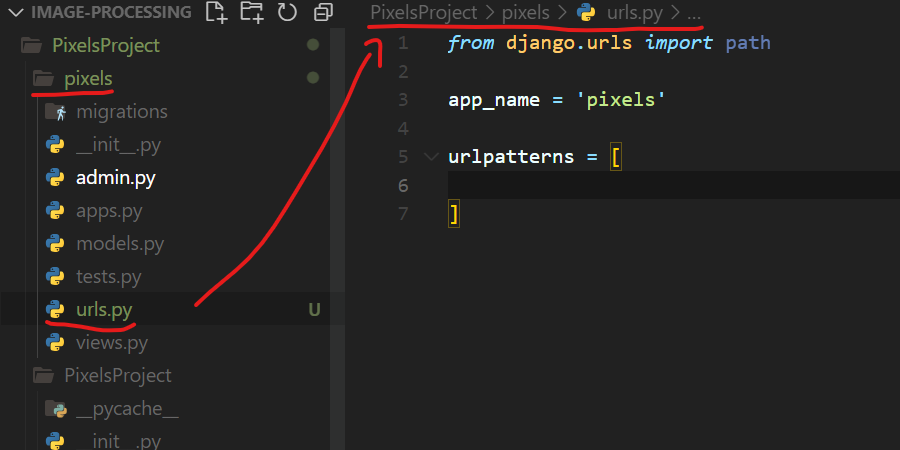 IMAGE-PROCESSING
PixelsProject
pixels
migrations
__init__.py
admin.py
apps.py
models.py
tests.py
urls.py U
views.py
PixelsProject
__pycache__
__init__.py
PixelsProject > pixels > urls.py > ...
1 from django.urls import path
2
3 app_name = 'pixels'
4
5 urlpatterns = [
6
7 ]